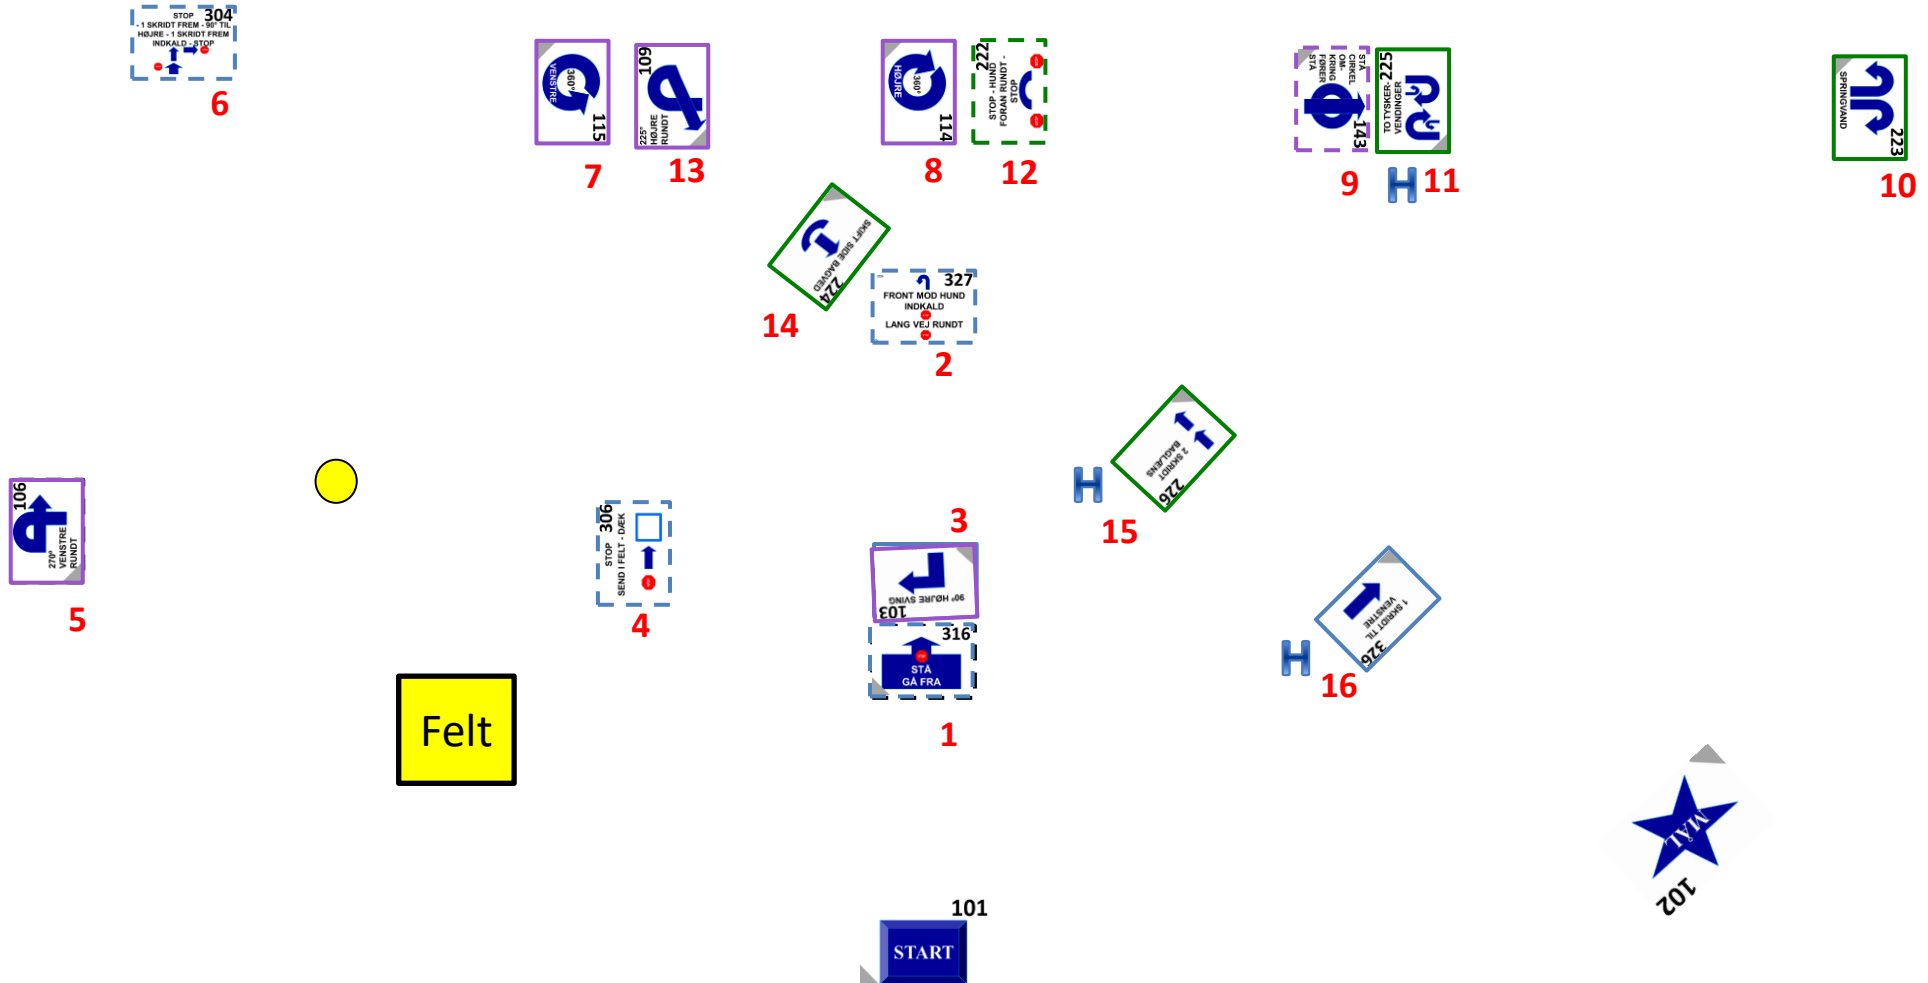 STOP 304
- 1 SKRIDT FREM - 90° TIL
HØJRE - 1 SKRIDT FREM
INDKALD - STOP
6
VENSTRE
360°
115
7
109
225°
HØJRE
RUNDT
13
HØJRE
360°
114
8
222
STOP - HUND
FORAN RUNDT -
STOP
12
STÅ
CIRKEL
OM-
KRING
FØRER
STÅ
143
9
225
TO TYSKER-
VENDINGER
H 11
SPRINGVAND
223
10
SKIFT SIDE BAGVED
224
14
327
FRONT MOD HUND
INDKALD
LANG VEJ RUNDT
2
2 SKRIDT
BAGLÆNS
226
H
15
106
270°
VENSTRE
RUNDT
5
306
STOP
SEND I FELT - DÆK
4
3
90° HØJRE SVING
103
316
STÅ
GÅ FRA
1
1 SKRIDT TIL
VENSTRE
326
H
16
Felt
MÅL
102
101
START